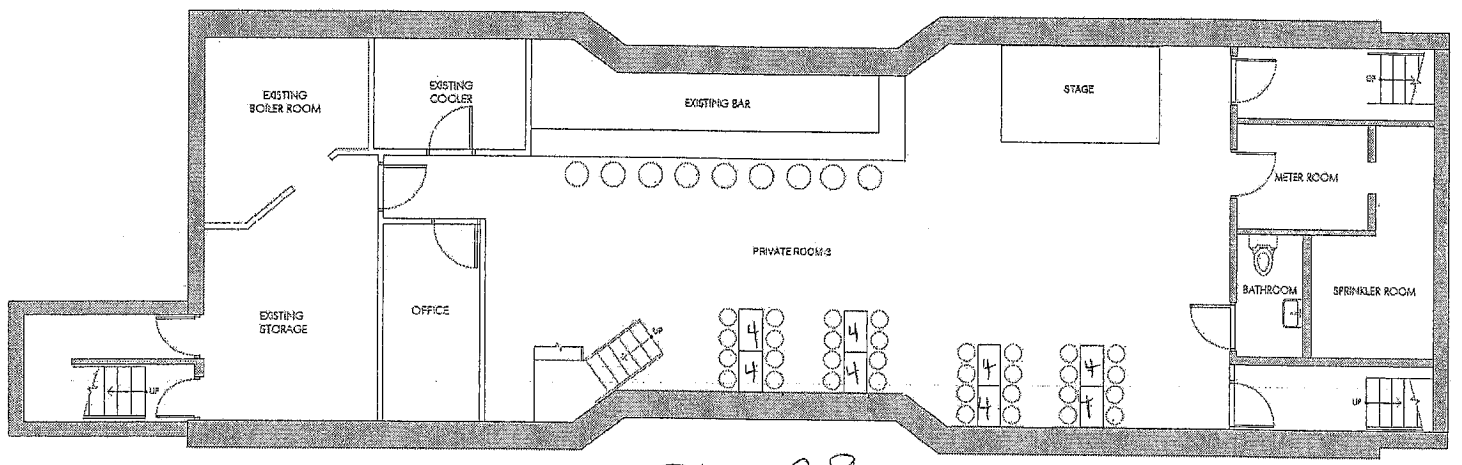 EXISTING
BOILER ROOM
EXISTING
COOLER
EXISTING BAR
STAGE
UP
METER ROOM
PRIVATE ROOM
BATHROOM
SPRINKLER ROOM
OFFICE
EXISTING
STORAGE
UP
4
4
4
4
4
4
4
4
UP
UP